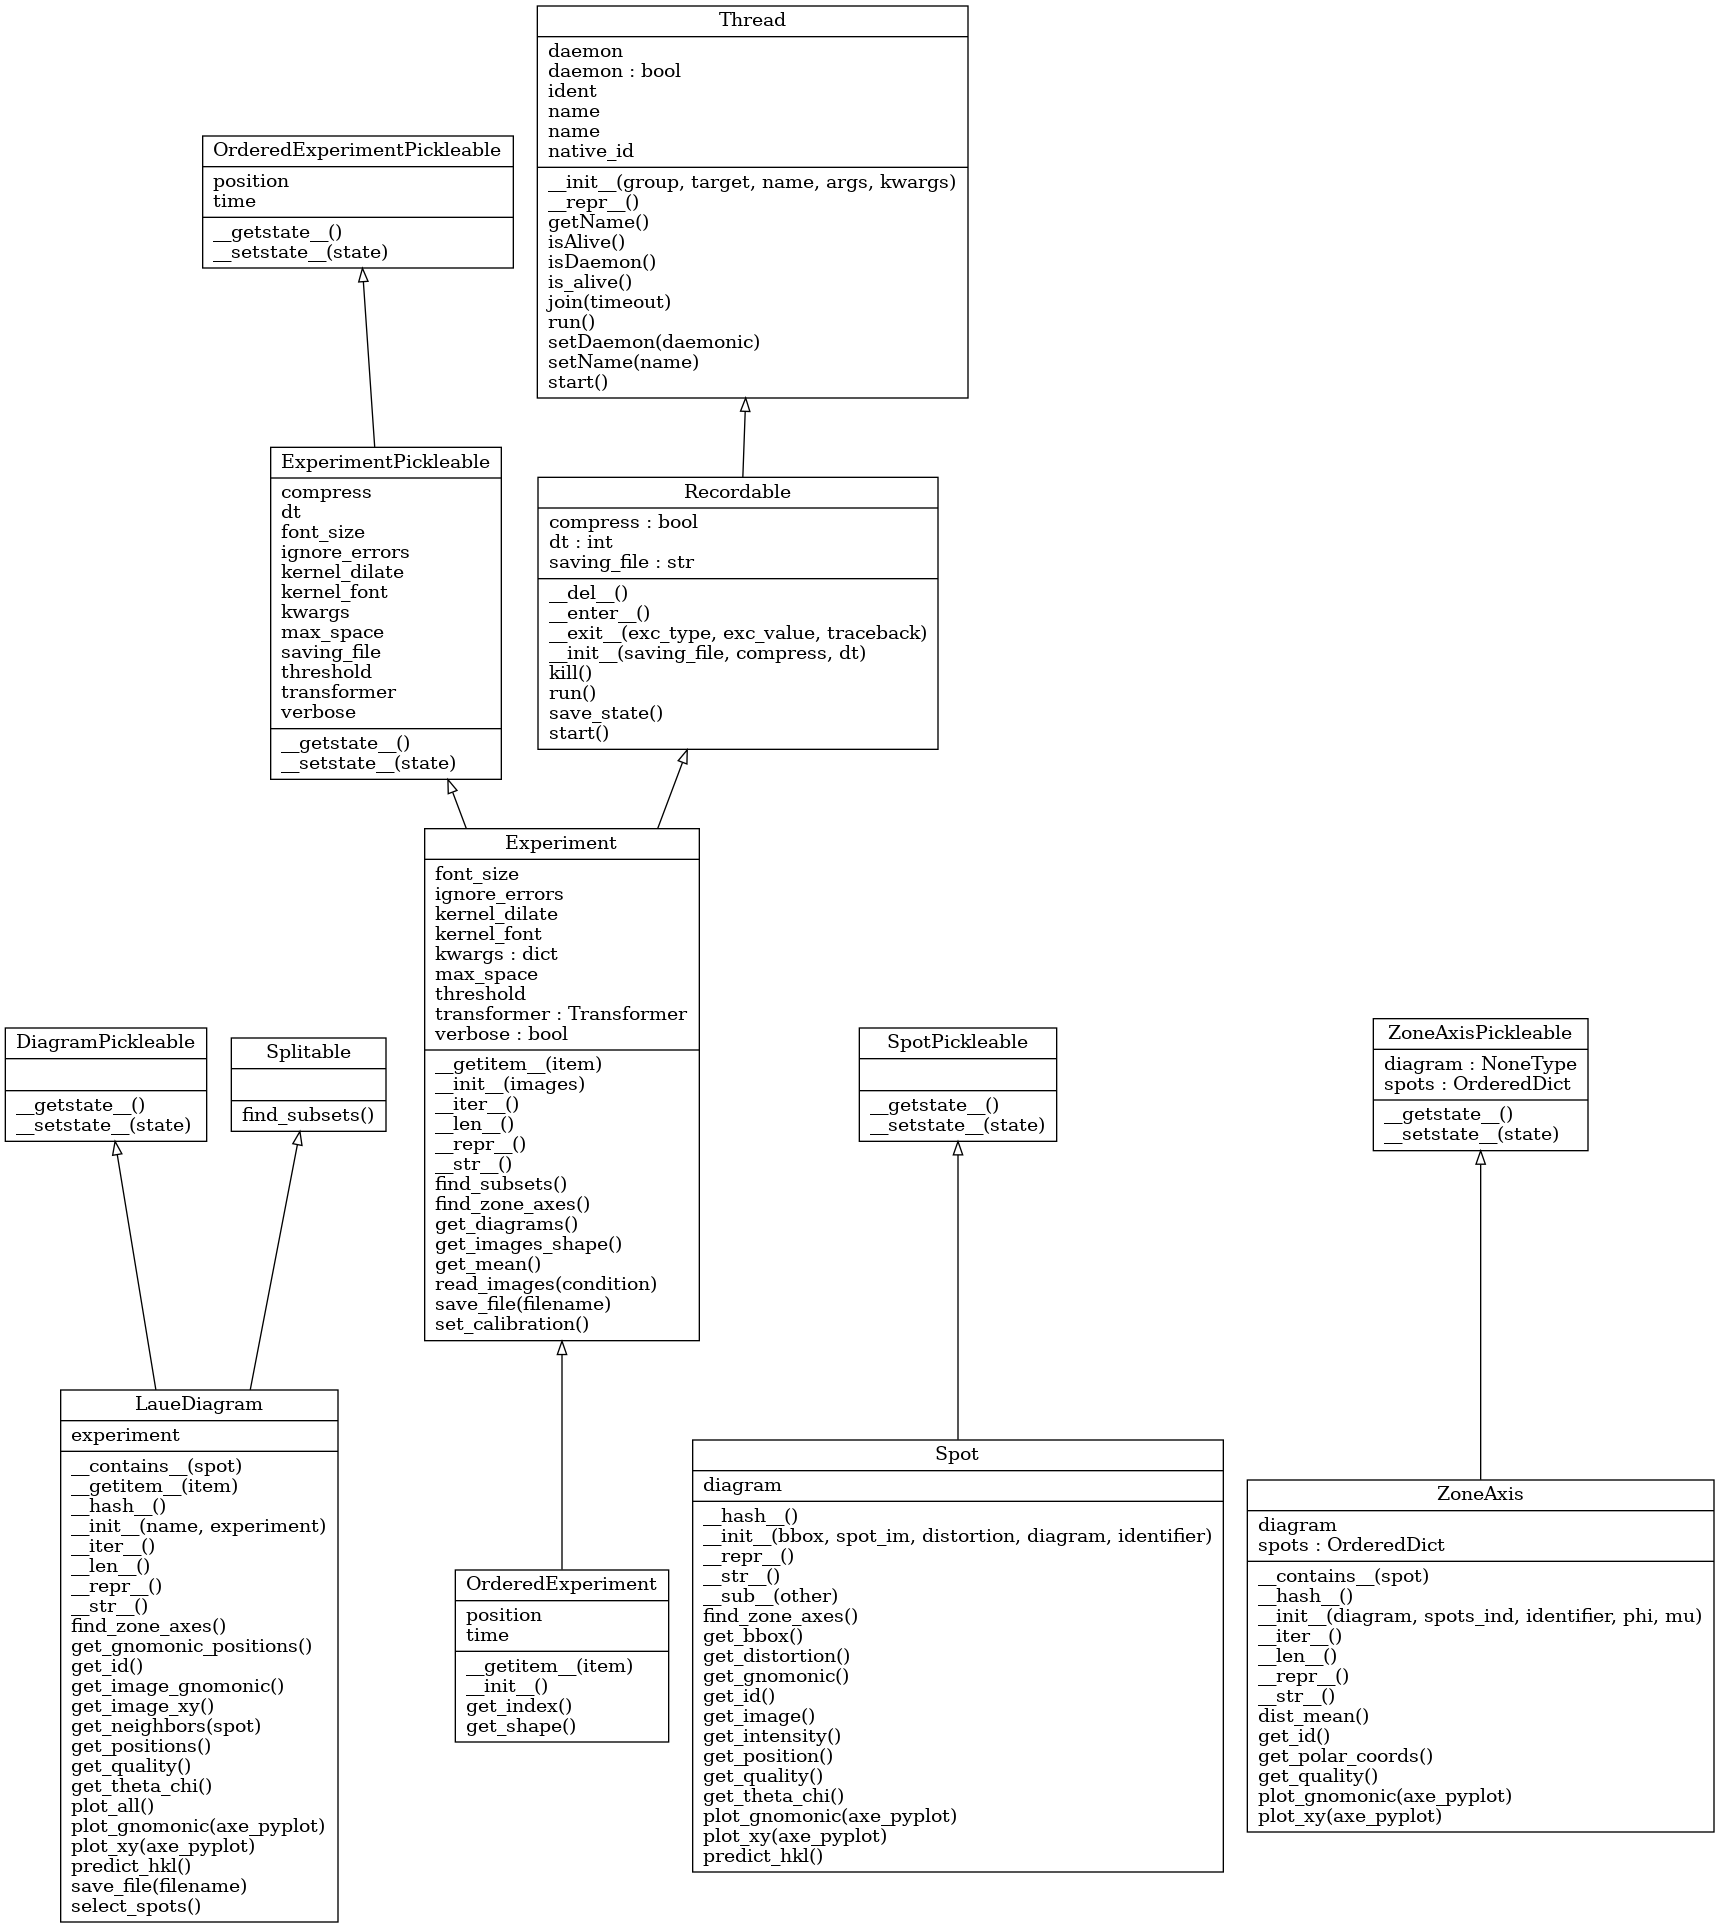 Thread
daemon
daemon : bool
ident
name
name
native_id
__init__(group, target, name, args, kwargs)
__repr__()
getName()
isAlive()
isDaemon()
is_alive()
join(timeout)
run()
setDaemon(daemonic)
setName(name)
start()
OrderedExperimentPickleable
position
time
__getstate__()
__setstate__(state)
ExperimentPickleable
compress
dt
font_size
ignore_errors
kernel_dilate
kernel_font
kwargs
max_space
saving_file
threshold
transformer
verbose
__getstate__()
__setstate__(state)
Recordable
compress : bool
dt : int
saving_file : str
__del__()
__enter__()
__exit__(exc_type, exc_value, traceback)
__init__(saving_file, compress, dt)
kill()
run()
save_state()
start()
Experiment
font_size
ignore_errors
kernel_dilate
kernel_font
kwargs : dict
max_space
threshold
transformer : Transformer
verbose : bool
__getitem__(item)
__init__(images)
__iter__()
__len__()
__repr__()
__str__()
find_subsets()
find_zone_axes()
get_diagrams()
get_images_shape()
get_mean()
read_images(condition)
save_file(filename)
set_calibration()
DiagramPickleable
__getstate__()
__setstate__(state)
Splitable
find_subsets()
SpotPickleable
__getstate__()
__setstate__(state)
ZoneAxisPickleable
diagram : NoneType
spots : OrderedDict
__getstate__()
__setstate__(state)
LaueDiagram
experiment
__contains__(spot)
__getitem__(item)
__hash__()
__init__(name, experiment)
__iter__()
__len__()
__repr__()
__str__()
find_zone_axes()
get_gnomonic_positions()
get_id()
get_image_gnomonic()
get_image_xy()
get_neighbors(spot)
get_positions()
get_quality()
get_theta_chi()
plot_all()
plot_gnomonic(axe_pyplot)
plot_xy(axe_pyplot)
predict_hkl()
save_file(filename)
select_spots()
OrderedExperiment
position
time
__getitem__(item)
__init__()
get_index()
get_shape()
Spot
diagram
__hash__()
__init__(bbox, spot_im, distortion, diagram, identifier)
__repr__()
__str__()
__sub__(other)
find_zone_axes()
get_bbox()
get_distortion()
get_gnomonic()
get_id()
get_image()
get_intensity()
get_position()
get_quality()
get_theta_chi()
plot_gnomonic(axe_pyplot)
plot_xy(axe_pyplot)
predict_hkl()
ZoneAxis
diagram
spots : OrderedDict
__contains__(spot)
__hash__()
__init__(diagram, spots_ind, identifier, phi, mu)
__iter__()
__len__()
__repr__()
__str__()
dist_mean()
get_id()
get_polar_coords()
get_quality()
plot_gnomonic(axe_pyplot)
plot_xy(axe_pyplot)